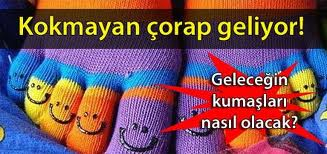 Kokmayan çorap geliyor!
Geleceğin
kumaşları
nasıl olacak?